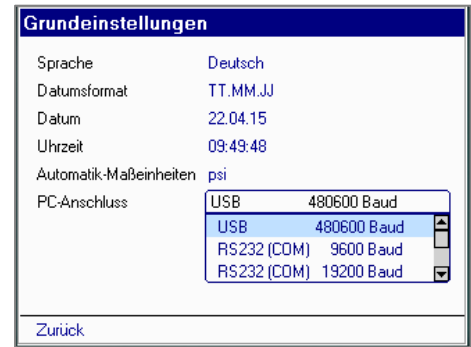 Grundeinstellungen
Sprache Deutsch
Datumsformat TT.MM.JJ
Datum 22.04.15
Uhrzeit 09:49:48
Automatik-Maßeinheiten psi
PC-Anschluss USB 480600 Baud
USB 480600 Baud
RS232 (COM) 9600 Baud
RS232 (COM) 19200 Baud
Zurück